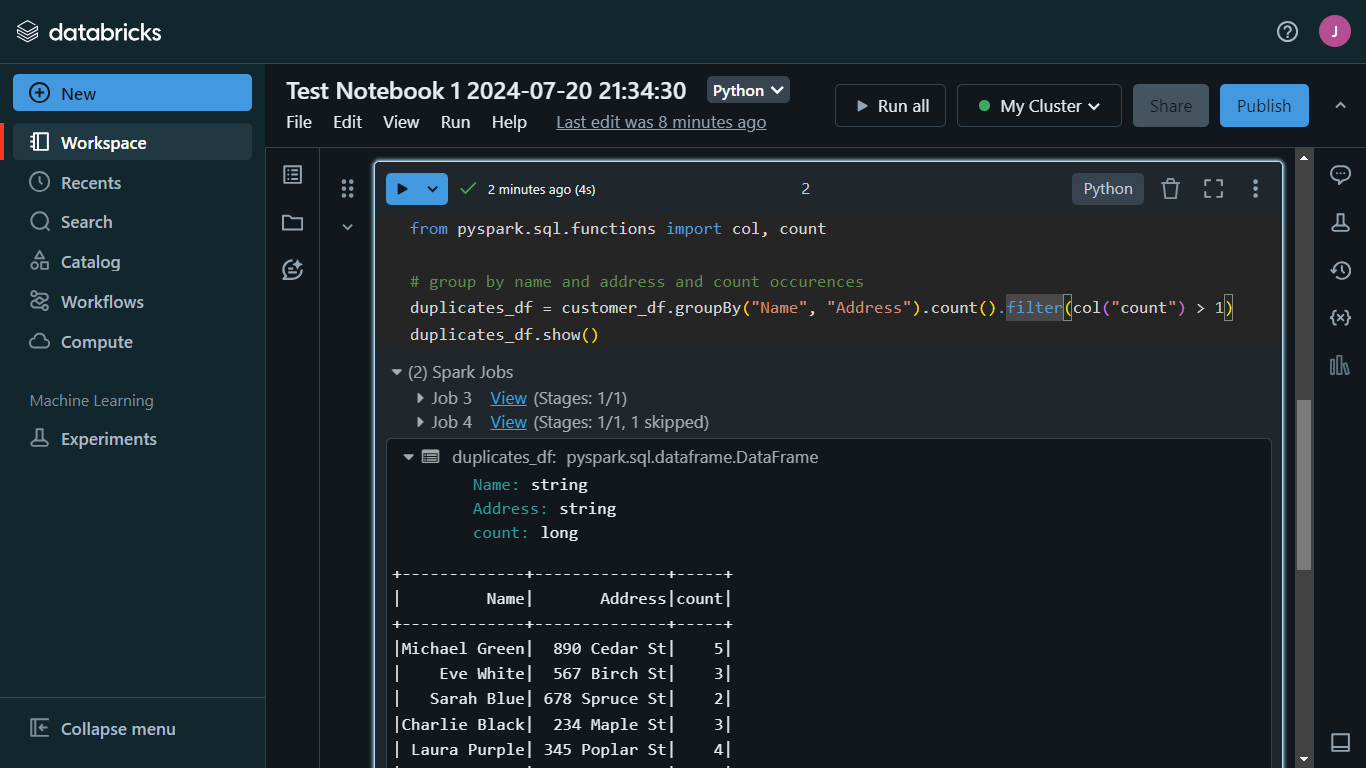 databricks
J
New
Workspace
Recents
Search
Catalog
Workflows
Compute
Machine Learning
Experiments
Collapse menu
Test Notebook 1 2024-07-20 21:34:30
Python
File Edit View Run Help Last edit was 8 minutes ago
Run all
My Cluster
Share
Publish
2 minutes ago (4s)
2
Python
from pyspark.sql.functions import col, count
# group by name and address and count occurences
duplicates_df = customer_df.groupBy("Name", "Address").count().filter(col("count") > 1)
duplicates_df.show()
(2) Spark Jobs
Job 3 View (Stages: 1/1)
Job 4 View (Stages: 1/1, 1 skipped)
duplicates_df: pyspark.sql.dataframe.DataFrame
Name: string
Address: string
count: long
+-------------+--------------+-----+
|         Name|       Address|count|
+-------------+--------------+-----+
|Michael Green|  890 Cedar St|    5|
|    Eve White|  567 Birch St|    3|
|   Sarah Blue| 678 Spruce St|    2|
|Charlie Black|  234 Maple St|    3|
| Laura Purple| 345 Poplar St|    4|